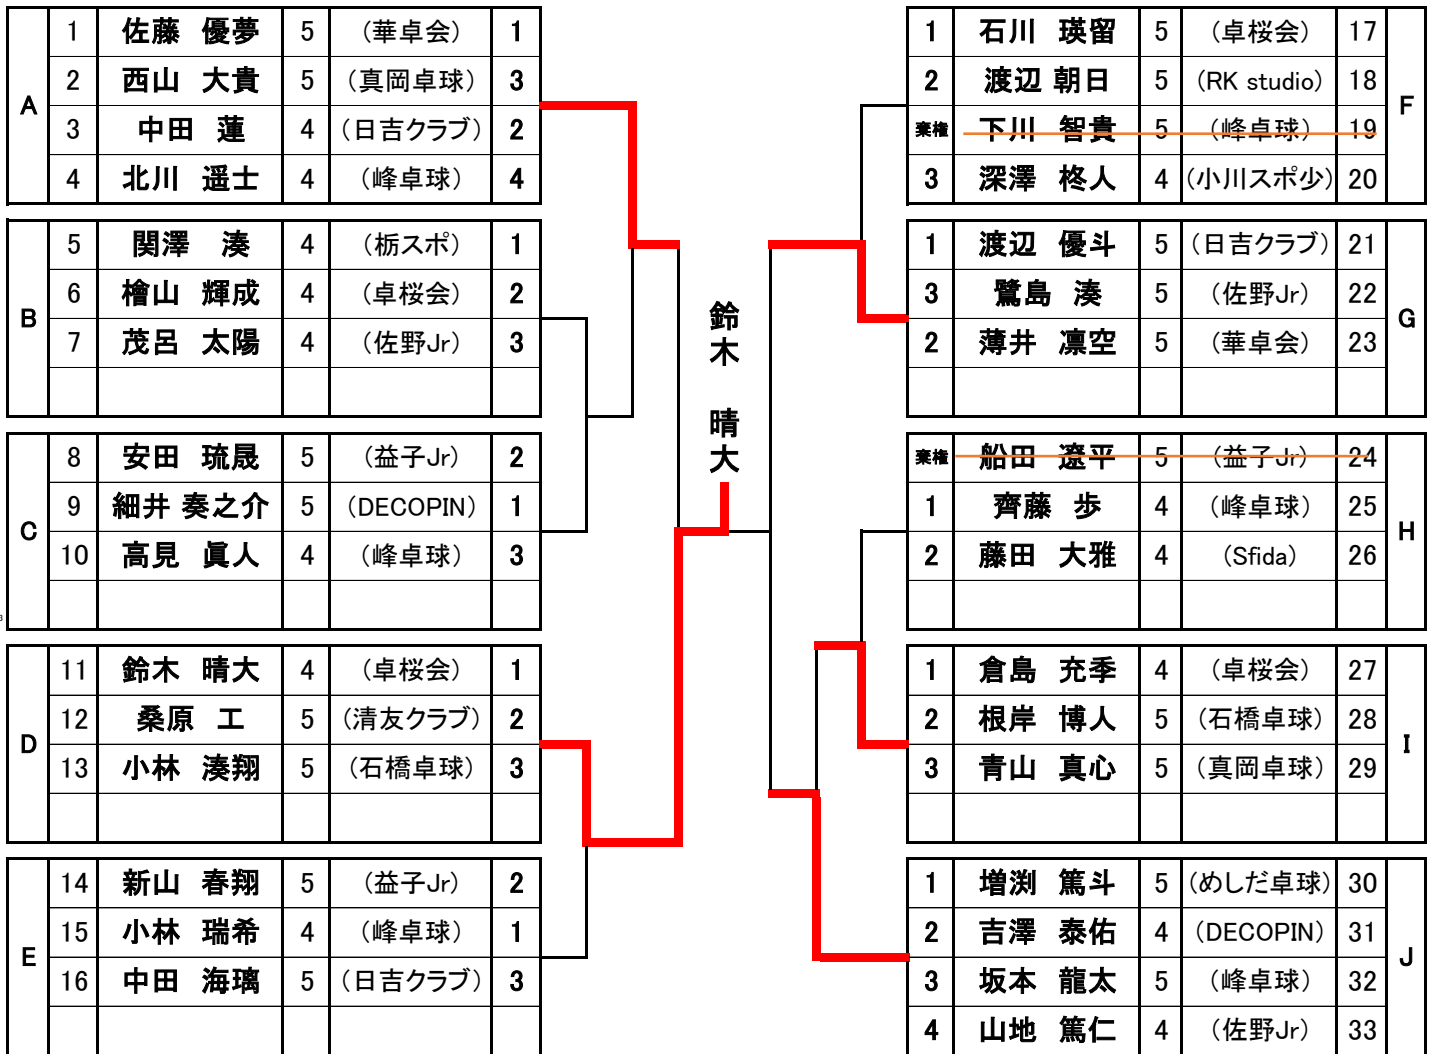 A
1 佐藤 優夢 5 (華卓会) 1
2 西山 大貴 5 (真岡卓球) 3
3 中田 蓮 4 (日吉クラブ) 2
4 北川 遥士 4 (峰卓球) 4
B
5 関澤 湊 4 (栃スポ) 1
6 檜山 輝成 4 (卓桜会) 2
7 茂呂 太陽 4 (佐野Jr) 3
C
8 安田 琉晟 5 (益子Jr) 2
9 細井 奏之介 5 (DECOPIN) 1
10 高見 眞人 4 (峰卓球) 3
3
D
11 鈴木 晴大 4 (卓桜会) 1
12 桑原 工 5 (清友クラブ) 2
13 小林 湊翔 5 (石橋卓球) 3
E
14 新山 春翔 5 (益子Jr) 2
15 小林 瑞希 4 (峰卓球) 1
16 中田 海璃 5 (日吉クラブ) 3
鈴木 晴大
1 石川 瑛留 5 (卓桜会) 17
2 渡辺 朝日 5 (RK studio) 18
棄権 下川 智貴 5 (峰卓球) 19
3 深澤 柊人 4 (小川スポ少) 20
F
1 渡辺 優斗 5 (日吉クラブ) 21
3 鷺島 湊 5 (佐野Jr) 22
2 薄井 凛空 5 (華卓会) 23
G
棄権 船田 遼平 5 (益子Jr) 24
1 齊藤 歩 4 (峰卓球) 25
2 藤田 大雅 4 (Sfida) 26
H
1 倉島 充季 4 (卓桜会) 27
2 根岸 博人 5 (石橋卓球) 28
3 青山 真心 5 (真岡卓球) 29
I
1 増渕 篤斗 5 (めしだ卓球) 30
2 吉澤 泰佑 4 (DECOPIN) 31
3 坂本 龍太 5 (峰卓球) 32
4 山地 篤仁 4 (佐野Jr) 33
J